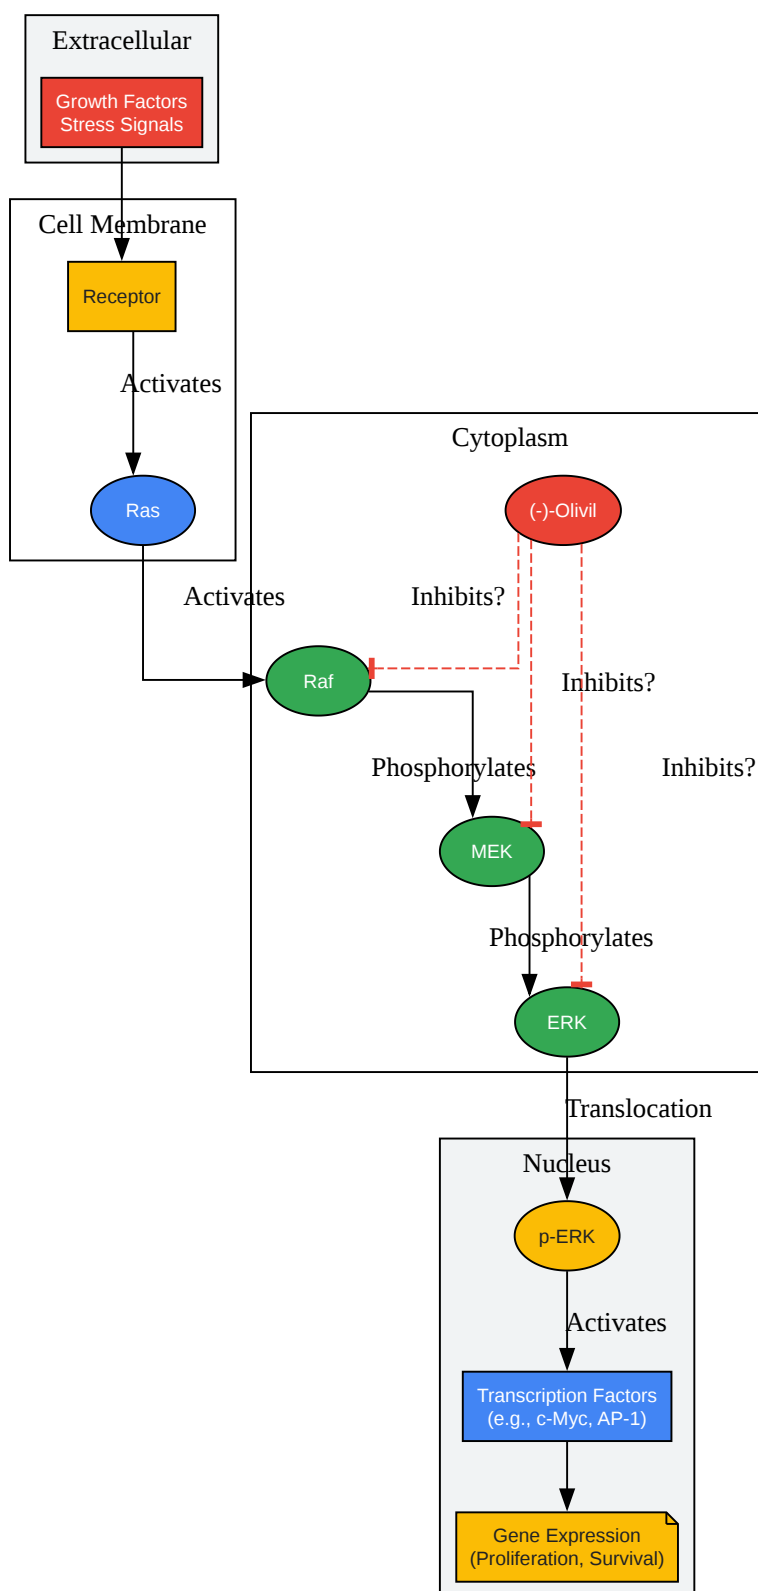 Extracellular
Growth Factors
Stress Signals
Cell Membrane
Receptor
Activates
Cytoplasm
Ras
(-)-Olivil
Activates
Inhibits?
Raf
Inhibits?
Phosphorylates
Inhibits?
MEK
Phosphorylates
ERK
Translocation
Nucleus
p-ERK
Activates
Transcription Factors
(e.g., c-Myc, AP-1)
Gene Expression
(Proliferation, Survival)